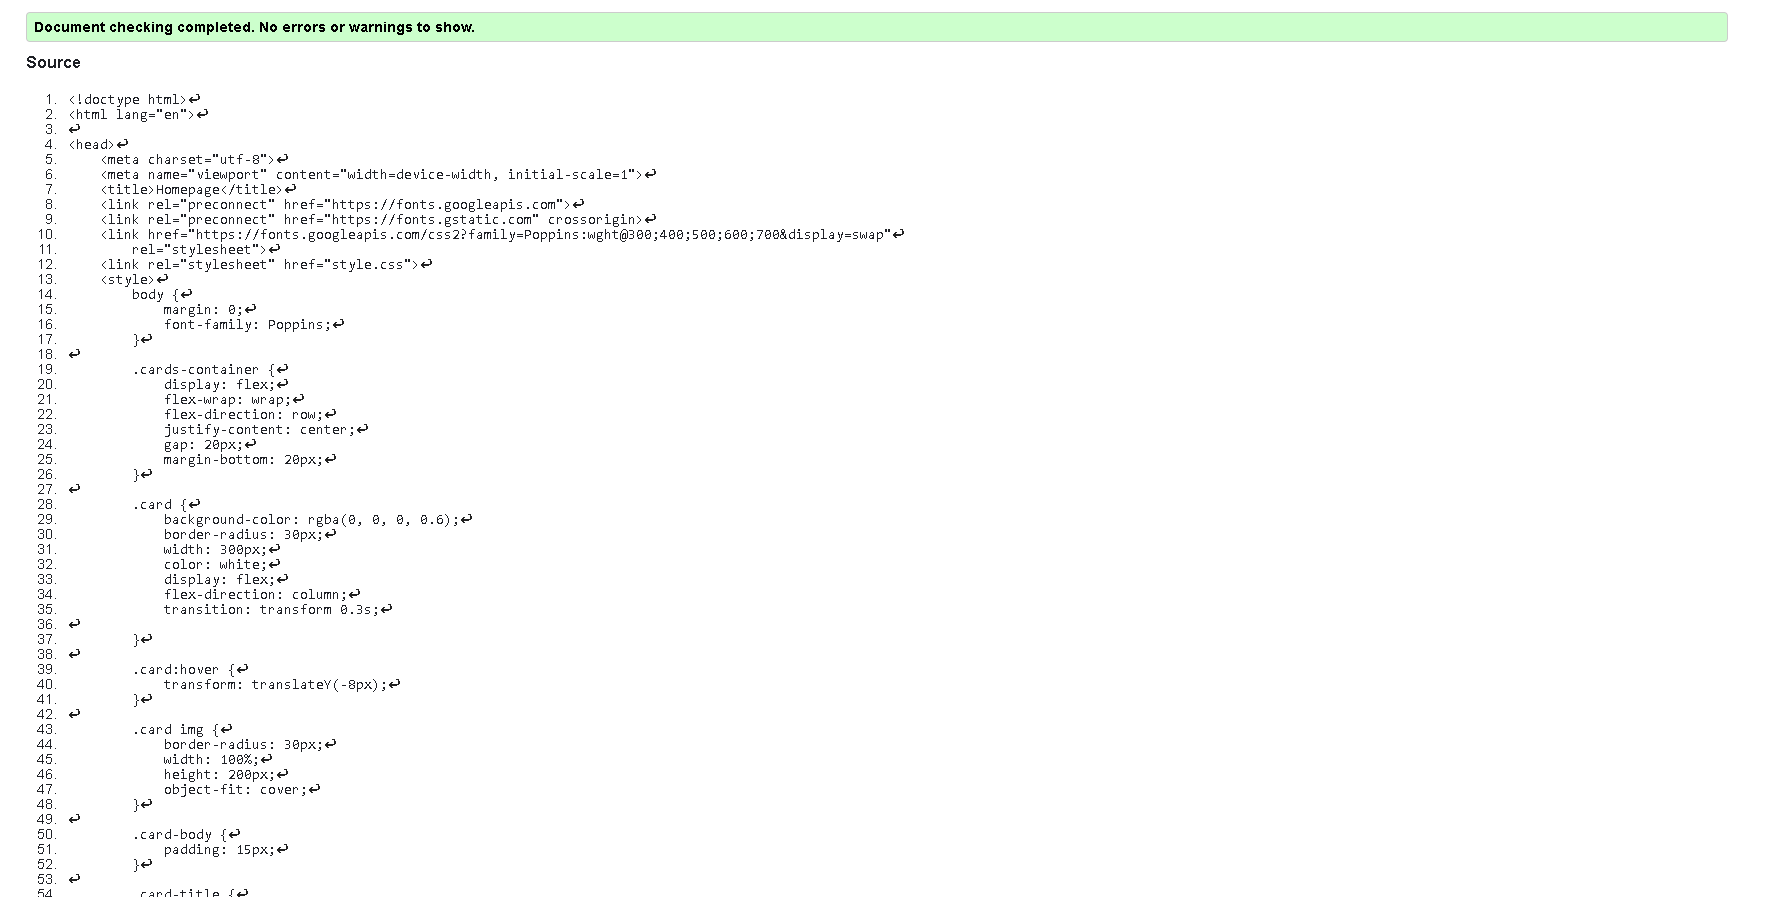 Document checking completed. No errors or warnings to show.
Source
1. <!doctype html>↩
2. <html lang="en">↩
3. ↩
4. <head>↩
5.     <meta charset="utf-8">↩
6.     <meta name="viewport" content="width=device-width, initial-scale=1">↩
7.     <title>Homepage</title>↩
8.     <link rel="preconnect" href="https://fonts.googleapis.com">↩
9.     <link rel="preconnect" href="https://fonts.gstatic.com" crossorigin>↩
10.     <link href="https://fonts.googleapis.com/css2?family=Poppins:wght@300;400;500;600;700&display=swap"↩
11.         rel="stylesheet">↩
12.     <link rel="stylesheet" href="style.css">↩
13.     <style>↩
14.         body {↩
15.             margin: 0;↩
16.             font-family: Poppins;↩
17.         }↩
18. ↩
19.         .cards-container {↩
20.             display: flex;↩
21.             flex-wrap: wrap;↩
22.             flex-direction: row;↩
23.             justify-content: center;↩
24.             gap: 20px;↩
25.             margin-bottom: 20px;↩
26.         }↩
27. ↩
28.         .card {↩
29.             background-color: rgba(0, 0, 0, 0.6);↩
30.             border-radius: 30px;↩
31.             width: 300px;↩
32.             color: white;↩
33.             display: flex;↩
34.             flex-direction: column;↩
35.             transition: transform 0.3s;↩
36. ↩
37.         }↩
38. ↩
39.         .card:hover {↩
40.             transform: translateY(-8px);↩
41.         }↩
42. ↩
43.         .card img {↩
44.             border-radius: 30px;↩
45.             width: 100%;↩
46.             height: 200px;↩
47.             object-fit: cover;↩
48.         }↩
49. ↩
50.         .card-body {↩
51.             padding: 15px;↩
52.         }↩
53. ↩
54.         .card-title {↩